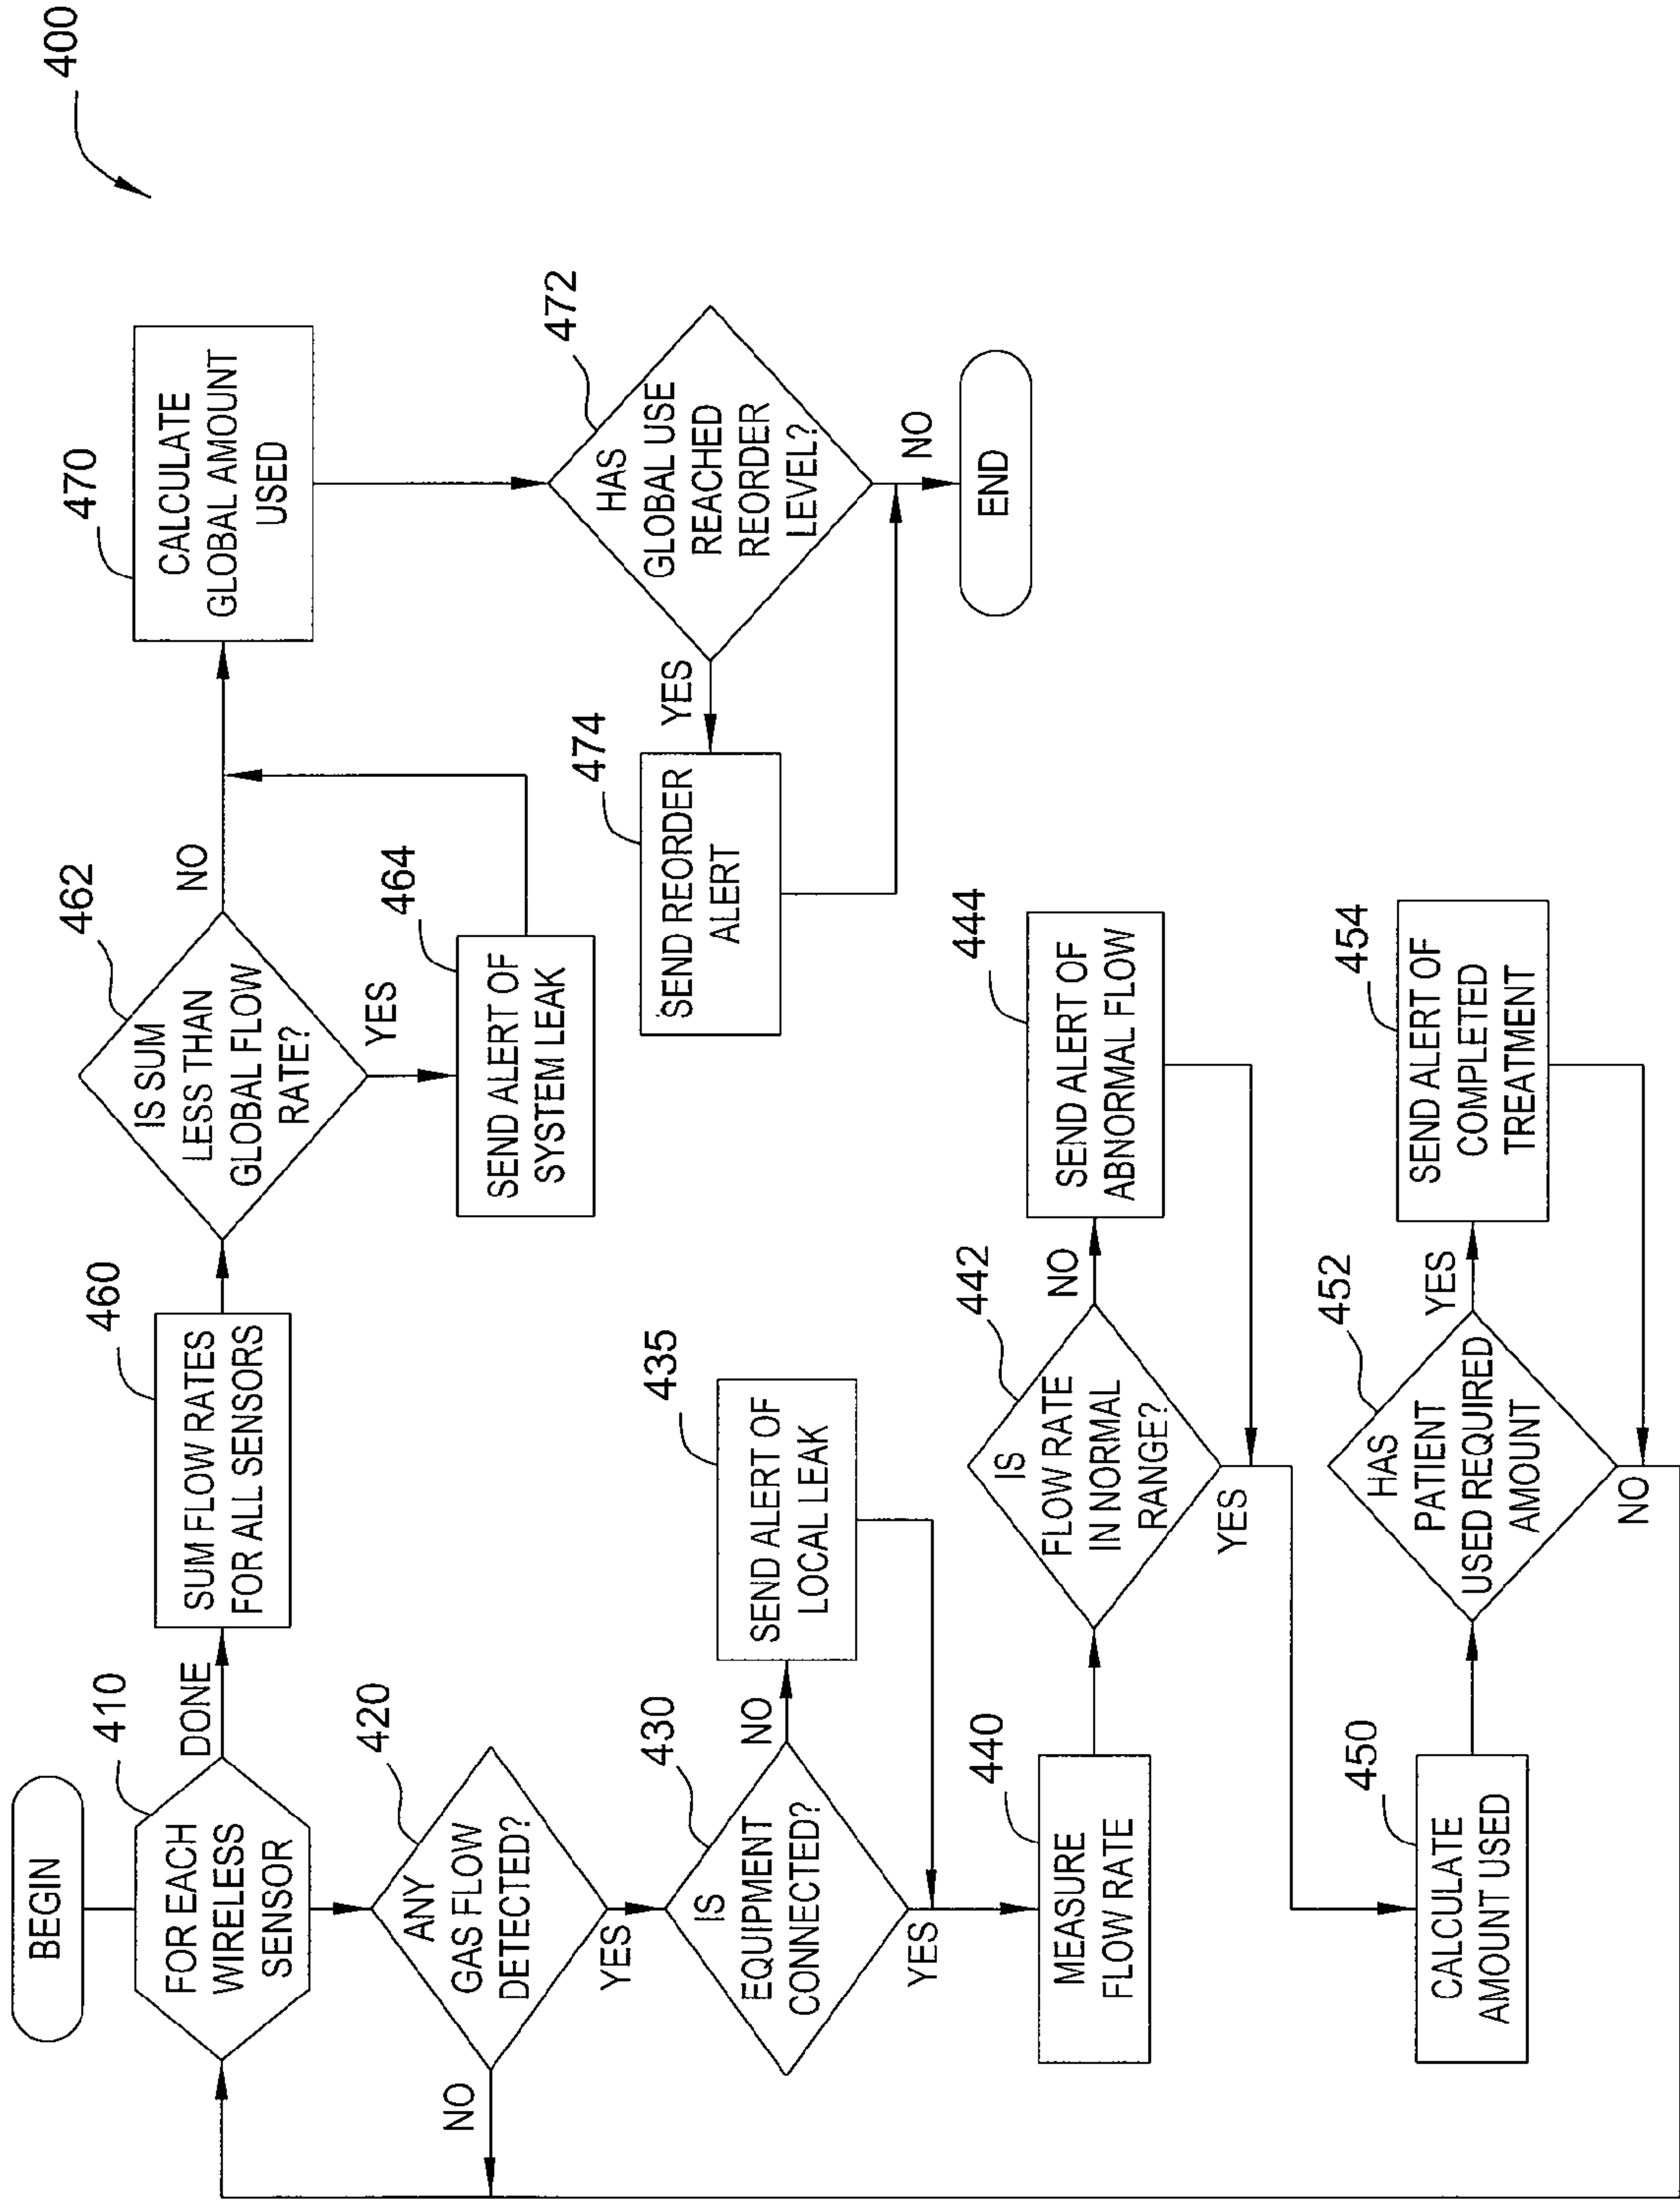 400
BEGIN
410
FOR EACH
WIRELESS
SENSOR
DONE
460
SUM FLOW RATES
FOR ALL SENSORS
462
IS SUM
LESS THAN
GLOBAL FLOW
RATE?
NO
YES
464
SEND ALERT OF
SYSTEM LEAK
470
CALCULATE
GLOBAL AMOUNT
USED
472
HAS
GLOBAL USE
REACHED
REORDER
LEVEL?
YES
NO
474
SEND REORDER
ALERT
END
420
ANY
GAS FLOW
DETECTED?
NO
YES
430
IS
EQUIPMENT
CONNECTED?
NO
YES
435
SEND ALERT OF
LOCAL LEAK
440
MEASURE
FLOW RATE
442
IS
FLOW RATE
IN NORMAL
RANGE?
NO
YES
444
SEND ALERT OF
ABNORMAL FLOW
450
CALCULATE
AMOUNT USED
452
HAS
PATIENT
USED REQUIRED
AMOUNT
YES
NO
454
SEND ALERT OF
COMPLETED
TREATMENT